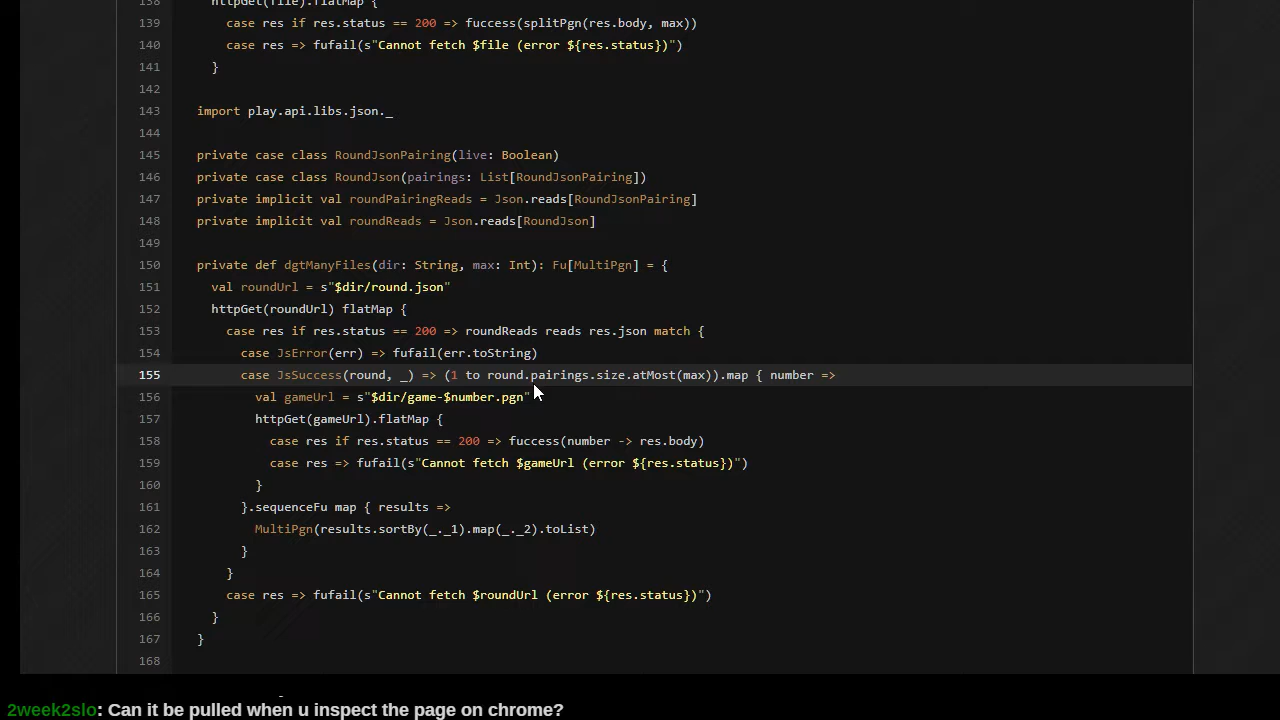 138 httpGet(file).flatMap {
139 case res if res.status == 200 => fuccess(splitPgn(res.body, max))
140 case res => fufail(s"Cannot fetch $file (error ${res.status})")
141 }
142
143 import play.api.libs.json._
144
145 private case class RoundJsonPairing(live: Boolean)
146 private case class RoundJson(pairings: List[RoundJsonPairing])
147 private implicit val roundPairingReads = Json.reads[RoundJsonPairing]
148 private implicit val roundReads = Json.reads[RoundJson]
149
150 private def dgtManyFiles(dir: String, max: Int): Fu[MultiPgn] = {
151 val roundUrl = s"$dir/round.json"
152 httpGet(roundUrl) flatMap {
153 case res if res.status == 200 => roundReads reads res.json match {
154 case JsError(err) => fufail(err.toString)
155 case JsSuccess(round, _) => (1 to round.pairings.size.atMost(max)).map { number =>
156 val gameUrl = s"$dir/game-$number.pgn"
157 httpGet(gameUrl).flatMap {
158 case res if res.status == 200 => fuccess(number -> res.body)
159 case res => fufail(s"Cannot fetch $gameUrl (error ${res.status})")
160 }
161 }.sequenceFu map { results =>
162 MultiPgn(results.sortBy(_._1).map(_._2).toList)
163 }
164 }
165 case res => fufail(s"Cannot fetch $roundUrl (error ${res.status})")
166 }
167 }
168
2week2slo: Can it be pulled when u inspect the page on chrome?